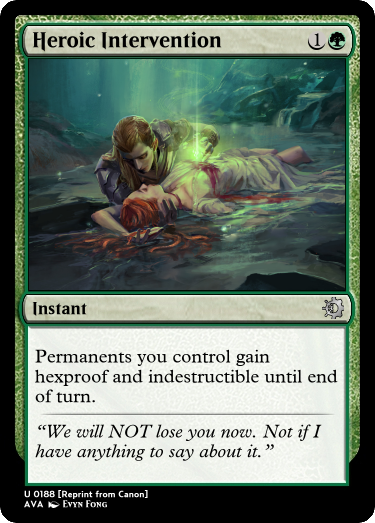 Heroic Intervention 1
Instant
Permanents you control gain
hexproof and indestructible until end
of turn.
“We will NOT lose you now. Not if I
have anything to say about it.”
U 0188 [Reprint from Canon]
AVA Evyn Fong